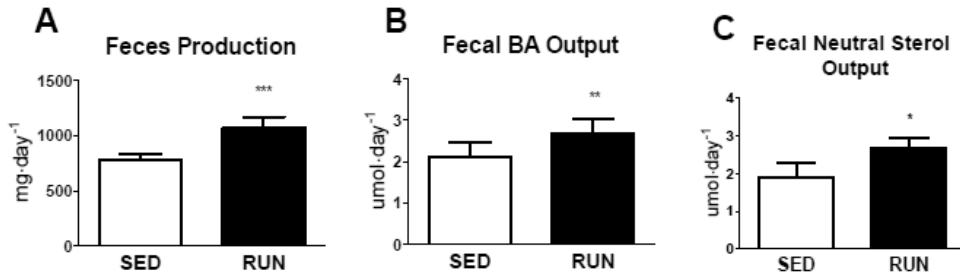 A
Feces Production
mg·day⁻¹
1500
1000
500
0
***
SED
RUN
B
Fecal BA Output
umol·day⁻¹
4
3
2
1
0
**
SED
RUN
C
Fecal Neutral Sterol
Output
umol·day⁻¹
4
3
2
1
0
*
SED
RUN